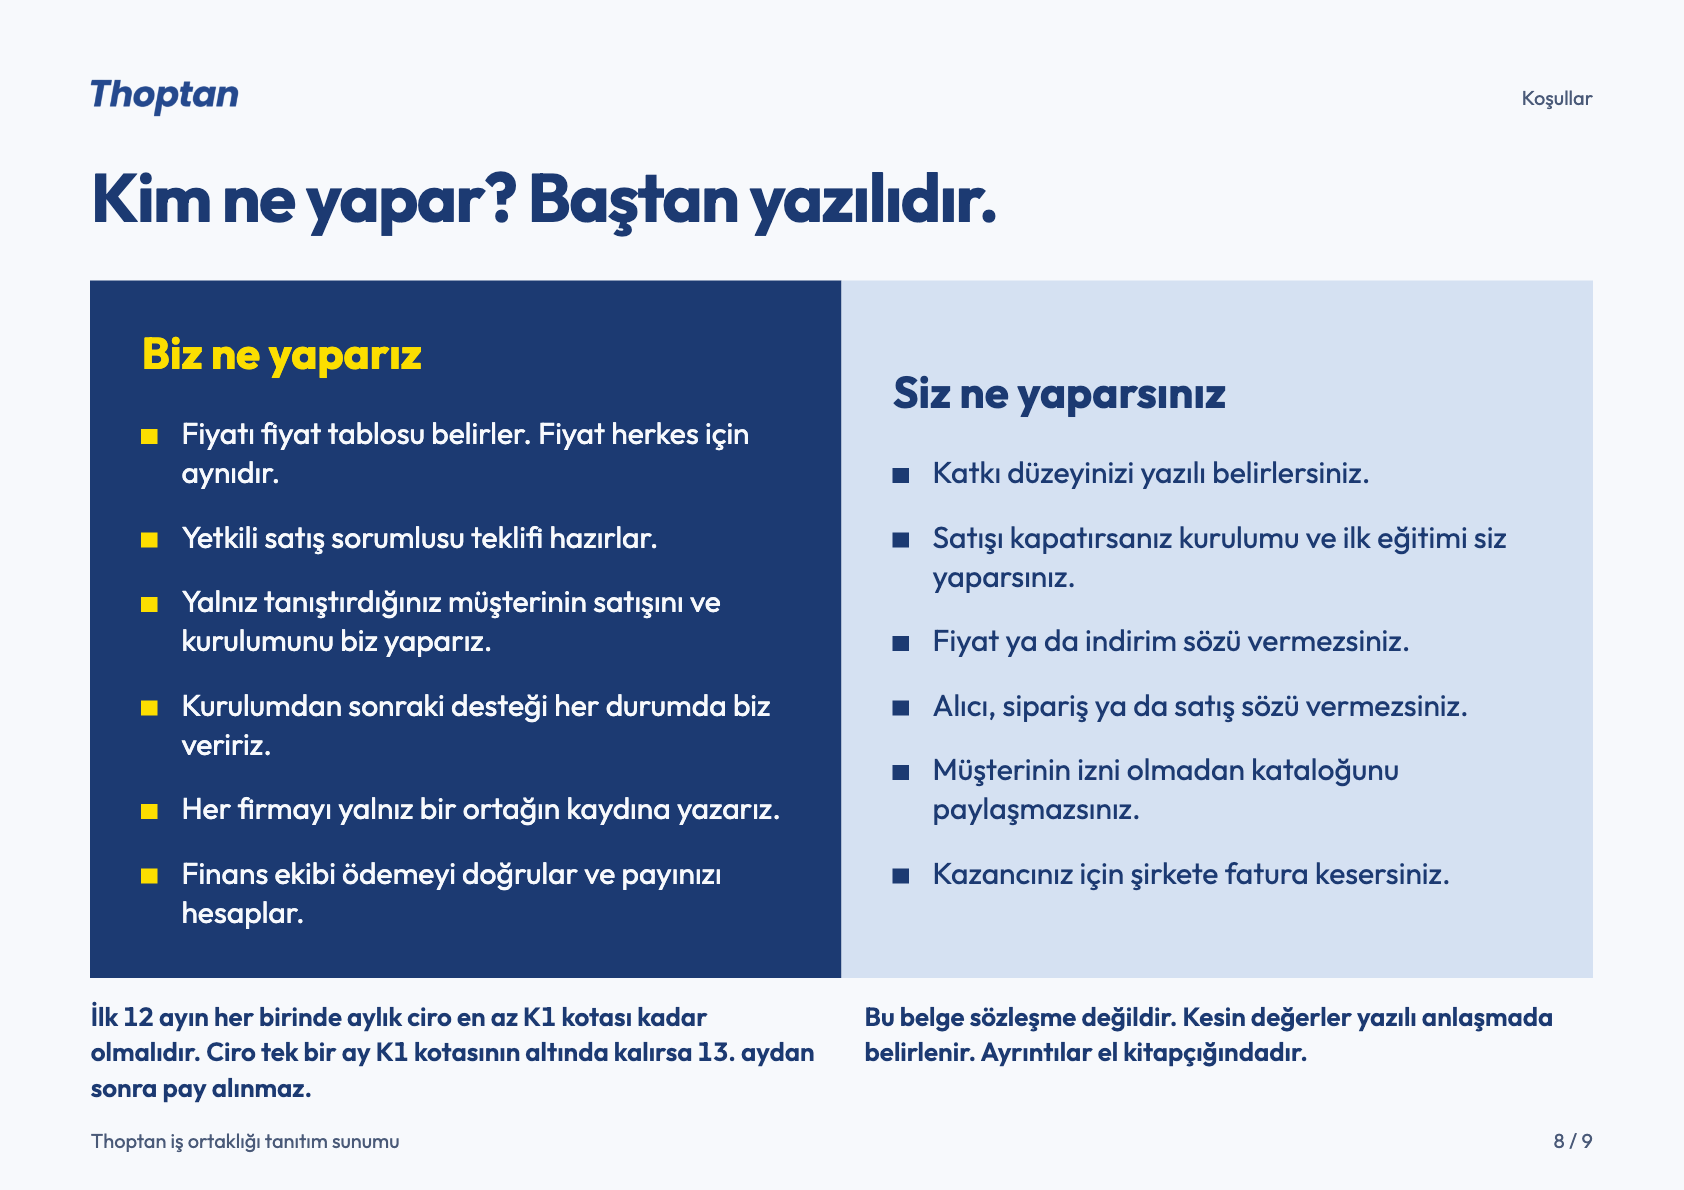 Thoptan
Koşullar
Kim ne yapar? Baştan yazılıdır.
Biz ne yaparız
Fiyatı fiyat tablosu belirler. Fiyat herkes için
aynıdır.
Yetkili satış sorumlusu teklifi hazırlar.
Yalnız tanıştırdığınız müşterinin satışını ve
kurulumunu biz yaparız.
Kurulumdan sonraki desteği her durumda biz
veririz.
Her firmayı yalnız bir ortağın kaydına yazarız.
Finans ekibi ödemeyi doğrular ve payınızı
hesaplar.
Siz ne yaparsınız
Katkı düzeyinizi yazılı belirlersiniz.
Satışı kapatırsanız kurulumu ve ilk eğitimi siz
yaparsınız.
Fiyat ya da indirim sözü vermezsiniz.
Alıcı, sipariş ya da satış sözü vermezsiniz.
Müşterinin izni olmadan kataloğunu
paylaşmazsınız.
Kazancınız için şirkete fatura kesersiniz.
İlk 12 ayın her birinde aylık ciro en az K1 kotası kadar
olmalıdır. Ciro tek bir ay K1 kotasının altında kalırsa 13. aydan
sonra pay alınmaz.
Bu belge sözleşme değildir. Kesin değerler yazılı anlaşmada
belirlenir. Ayrıntılar el kitapçığındadır.
Thoptan iş ortaklığı tanıtım sunumu
8 / 9